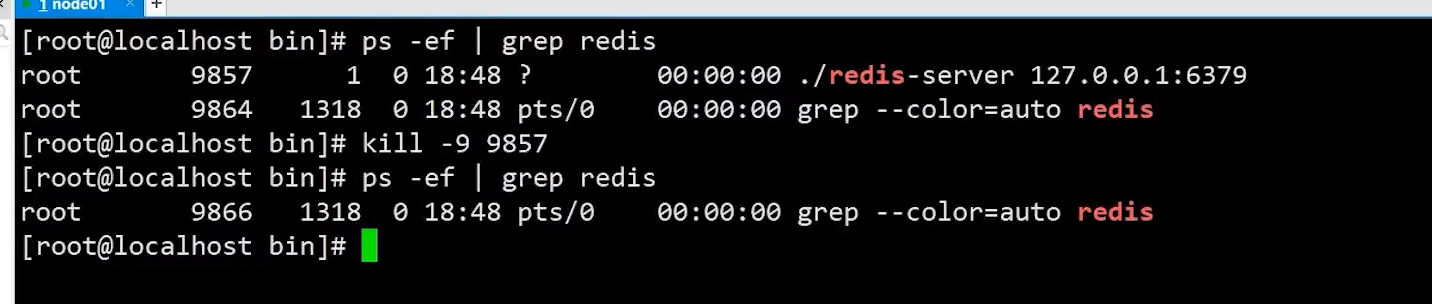 1 node01
[root@localhost bin]# ps -ef | grep redis
root       9857      1  0 18:48 ?        00:00:00 ./redis-server 127.0.0.1:6379
root       9864   1318  0 18:48 pts/0    00:00:00 grep --color=auto redis
[root@localhost bin]# kill -9 9857
[root@localhost bin]# ps -ef | grep redis
root       9866   1318  0 18:48 pts/0    00:00:00 grep --color=auto redis
[root@localhost bin]#